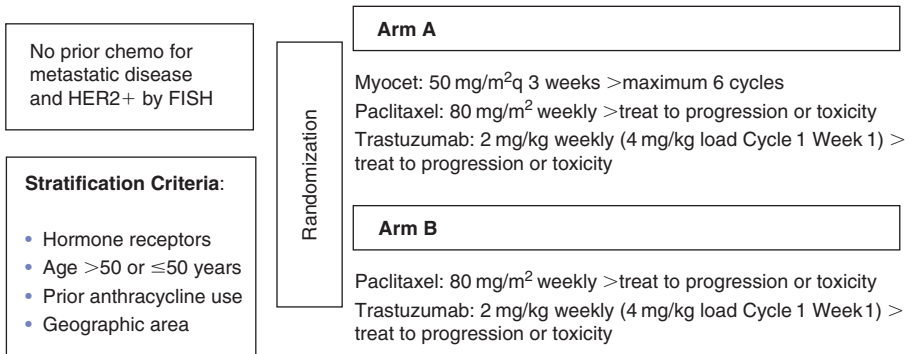 No prior chemo for
metastatic disease
and HER2+ by FISH
Stratification Criteria:
• Hormone receptors
• Age >50 or ≤50 years
• Prior anthracycline use
• Geographic area
Randomization
Arm A
Myocet: 50 mg/m²q 3 weeks >maximum 6 cycles
Paclitaxel: 80 mg/m² weekly >treat to progression or toxicity
Trastuzumab: 2 mg/kg weekly (4 mg/kg load Cycle 1 Week 1) >
treat to progression or toxicity
Arm B
Paclitaxel: 80 mg/m² weekly >treat to progression or toxicity
Trastuzumab: 2 mg/kg weekly (4 mg/kg load Cycle 1 Week 1) >
treat to progression or toxicity